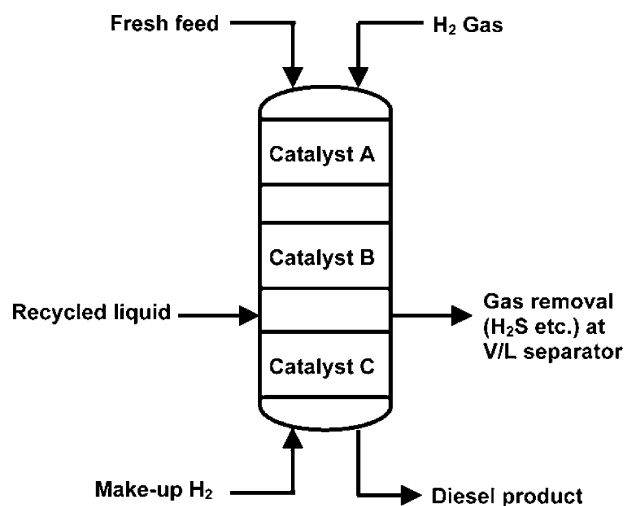 Fresh feed
H₂ Gas
Catalyst A
Catalyst B
Recycled liquid
Gas removal
(H₂S etc.) at
V/L separator
Catalyst C
Make-up H₂
Diesel product